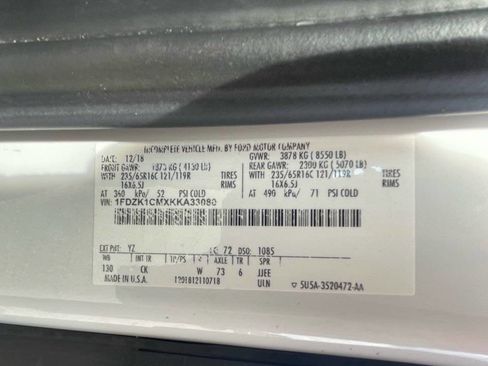 INCOMPLETE VEHICLE MFD. BY FORD MOTOR COMPANY
DATE: 12/18 GVWR: 3878 KG ( 8550 LB)
FRONT GAWR: 1873 KG ( 4130 LB) REAR GAWR: 2300 KG ( 5070 LB)
WITH 235/65R16C 121/119R TIRES WITH 235/65R16C 121/119R TIRES
16X6.5J RIMS 16X6.5J RIMS
AT 360 kPa/ 52 PSI COLD AT 490 kPa/ 71 PSI COLD
VIN: 1FDZK1CMXKKA33080
EXT PNT: YZ RC: 72 DSO: 1085
WB TP/PS R AXLE TR SPR
130 CK W 73 6 JJEE
MADE IN U.S.A. ULN 5U5A-3520472-AA